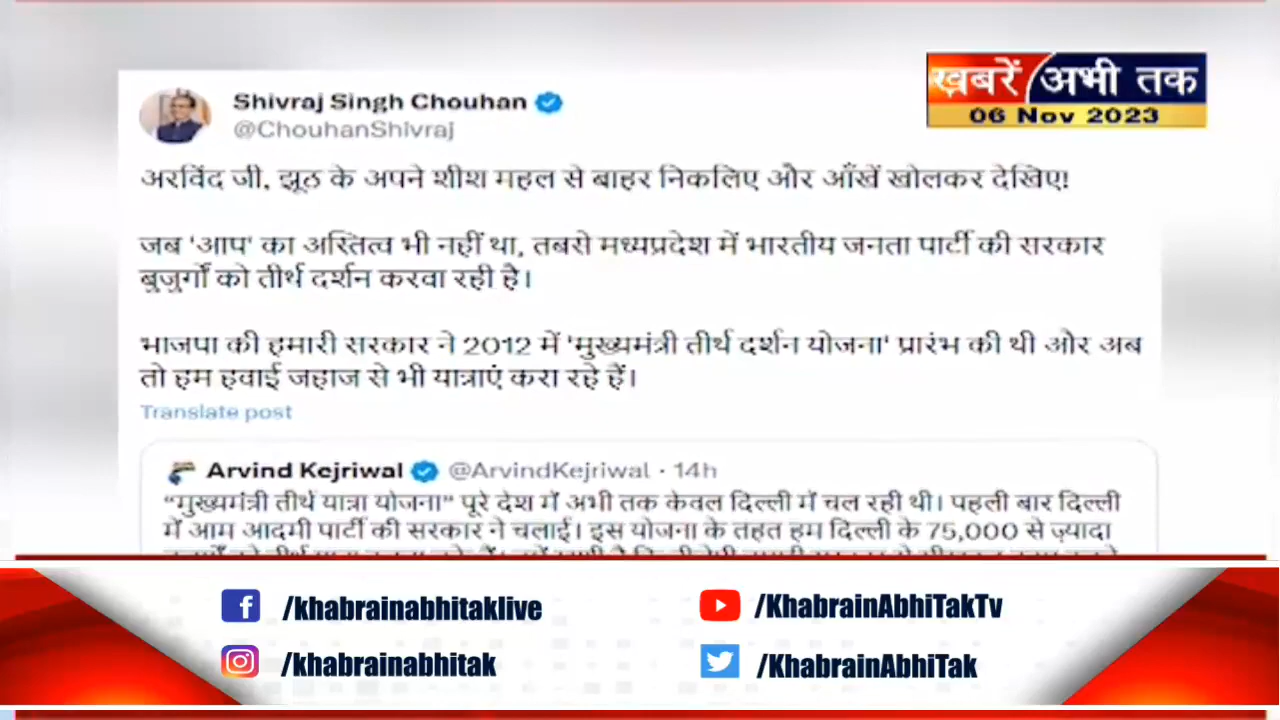 Shivraj Singh Chouhan
@ChouhanShivraj
ख़बरें अभी तक
06 Nov 2023
अरविंद जी, झूठ के अपने शीश महल से बाहर निकलिए और आँखें खोलकर देखिए!
जब 'आप' का अस्तित्व भी नहीं था, तबसे मध्यप्रदेश में भारतीय जनता पार्टी की सरकार
बुजुर्गों को तीर्थ दर्शन करवा रही है।
भाजपा की हमारी सरकार ने 2012 में 'मुख्यमंत्री तीर्थ दर्शन योजना' प्रारंभ की थी और अब
तो हम हवाई जहाज से भी यात्राएं करा रहे हैं।
Translate post
Arvind Kejriwal @ArvindKejriwal · 14h
“मुख्यमंत्री तीर्थ यात्रा योजना” पूरे देश में अभी तक केवल दिल्ली में चल रही थी। पहली बार दिल्ली
में आम आदमी पार्टी की सरकार ने चलाई। इस योजना के तहत हम दिल्ली के 75,000 से ज़्यादा
/khabrainabhitaklive
/KhabrainAbhiTakTv
/khabrainabhitak
/KhabrainAbhiTak